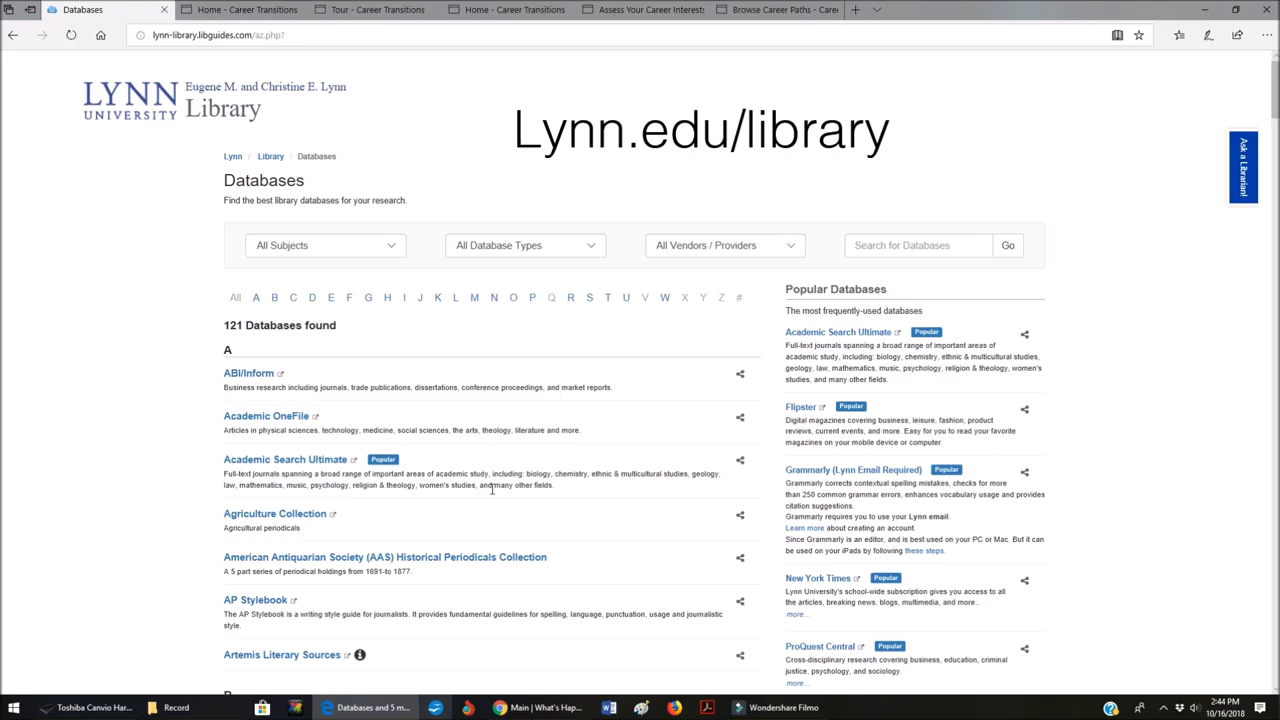 Databases
Home - Career Transitions
Tour - Career Transitions
Home - Career Transitions
Assess Your Career Interest
Browse Career Paths - Care
lynn-library.libguides.com/az.php?
LYNN UNIVERSITY
Eugene M. and Christine E. Lynn
Library
Lynn.edu/library
Ask a Librarian!
Lynn / Library / Databases
Databases
Find the best library databases for your research.
All Subjects
All Database Types
All Vendors / Providers
Search for Databases
Go
All A B C D E F G H I J K L M N O P Q R S T U V W X Y Z #
121 Databases found
A
ABI/Inform
Business research including journals, trade publications, dissertations, conference proceedings, and market reports.
Academic OneFile
Articles in physical sciences, technology, medicine, social sciences, the arts, theology, literature and more.
Academic Search Ultimate Popular
Full-text journals spanning a broad range of important areas of academic study, including: biology, chemistry, ethnic & multicultural studies, geology,
law, mathematics, music, psychology, religion & theology, women's studies, and many other fields.
Agriculture Collection
Agricultural periodicals
American Antiquarian Society (AAS) Historical Periodicals Collection
A 5 part series of periodical holdings from 1691-to 1877.
AP Stylebook
The AP Stylebook is a writing style guide for journalists. It provides fundamental guidelines for spelling, language, punctuation, usage and journalistic
style.
Artemis Literary Sources
Popular Databases
The most frequently-used databases
Academic Search Ultimate Popular
Full-text journals spanning a broad range of important areas of
academic study, including: biology, chemistry, ethnic & multicultural studies,
geology, law, mathematics, music, psychology, religion & theology, women's
studies, and many other fields.
Flipster Popular
Digital magazines covering business, leisure, fashion, product
reviews, current events, and more. Easy for you to read your favorite
magazines on your mobile device or computer.
Grammarly (Lynn Email Required) Popular
Grammarly corrects contextual spelling mistakes, checks for more
than 250 common grammar errors, enhances vocabulary usage and provides
citation suggestions.
Grammarly requires you to use your Lynn email.
Learn more about creating an account.
Since Grammarly is an editor, and is best used on your PC or Mac. But it can
be used on your iPads by following these steps.
New York Times Popular
Lynn University's school-wide subscription gives you access to all
the articles, breaking news, blogs, multimedia, and more..
more...
ProQuest Central Popular
Cross-disciplinary research covering business, education, criminal
justice, psychology, and sociology.
more...
Toshiba Canvio Har...
Record
Databases and 5 m...
Main | What's Hap...
Wondershare Filmo
2:44 PM
10/16/2018